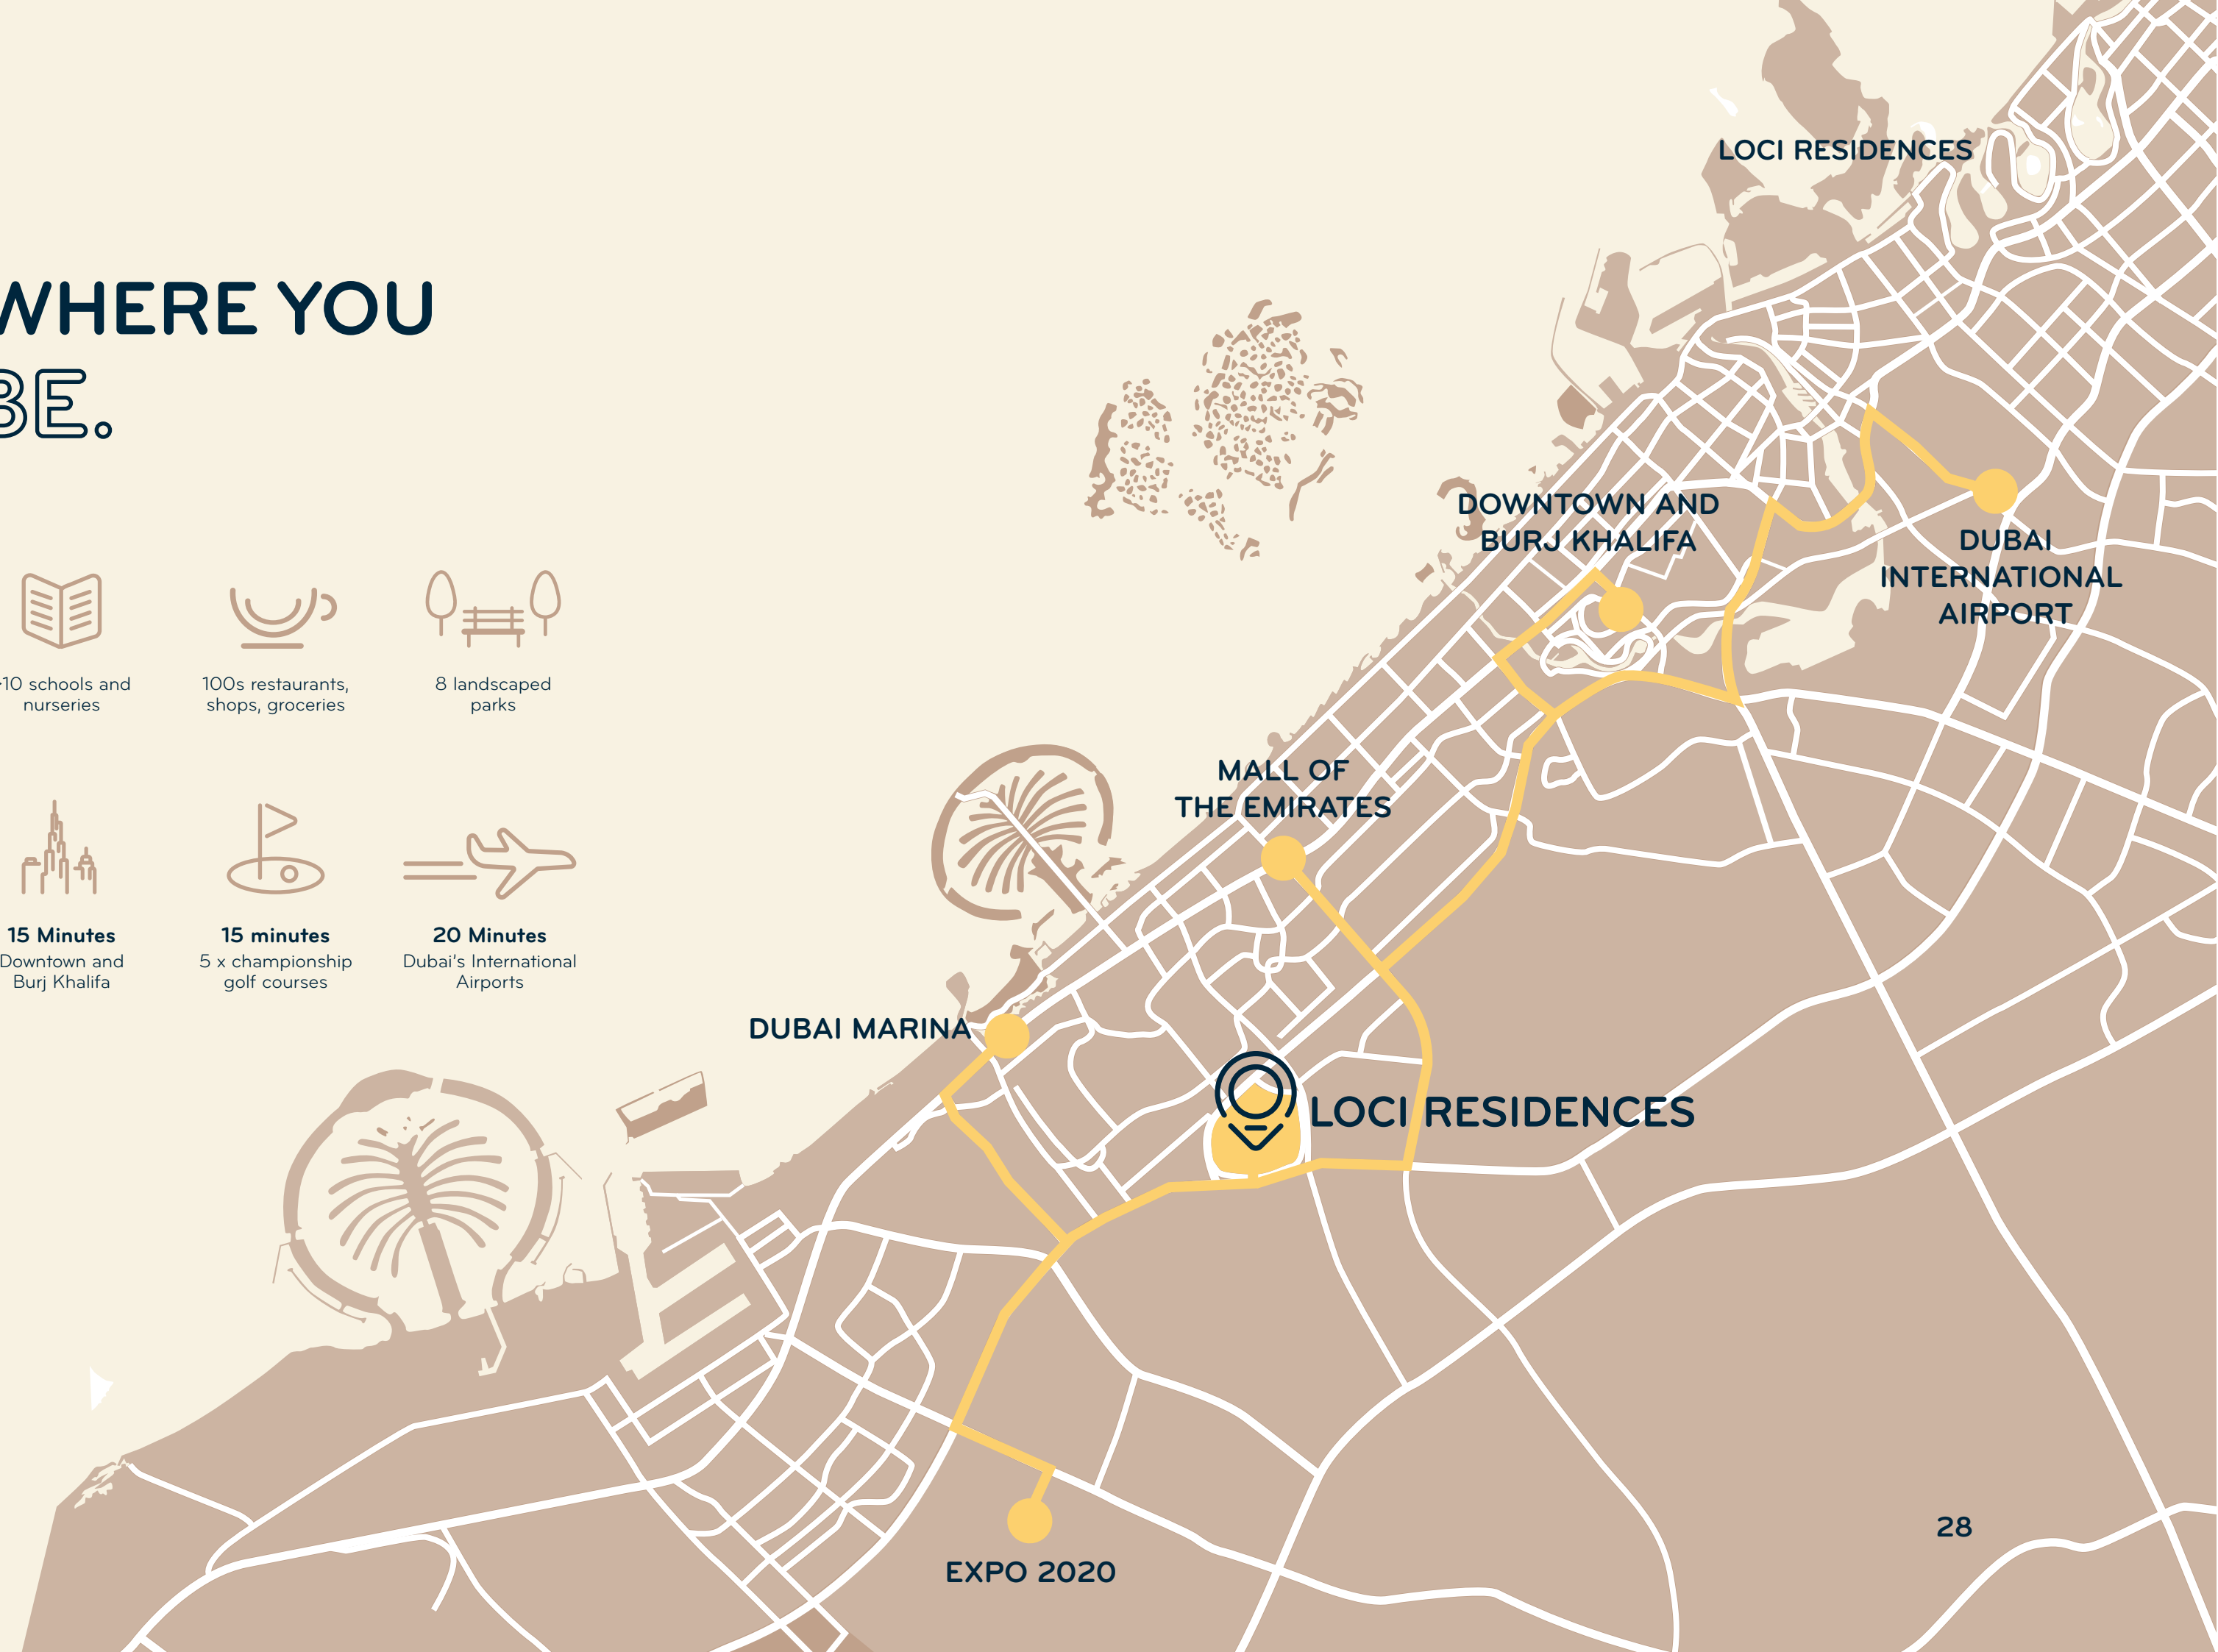 WHERE YOU
BE.
10 schools and
nurseries
100s restaurants,
shops, groceries
8 landscaped
parks
15 Minutes
Downtown and
Burj Khalifa
15 minutes
5 x championship
golf courses
20 Minutes
Dubai's International
Airports
LOCI RESIDENCES
DOWNTOWN AND
BURJ KHALIFA
DUBAI
INTERNATIONAL
AIRPORT
MALL OF
THE EMIRATES
DUBAI MARINA
LOCI RESIDENCES
EXPO 2020
28